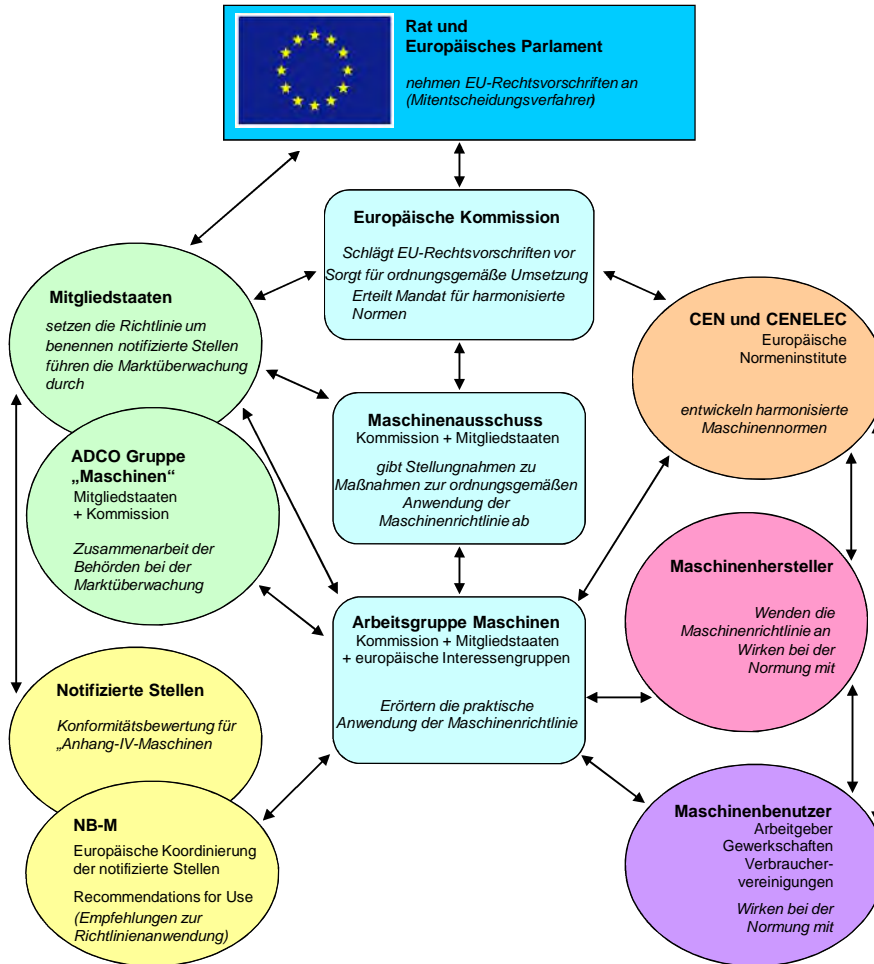 Rat und
Europäisches Parlament
nehmen EU-Rechtsvorschriften an
(Mitentscheidungsverfahrer)
Europäische Kommission
Schlägt EU-Rechtsvorschriften vor
Sorgt für ordnungsgemäße Umsetzung
Erteilt Mandat für harmonisierte
Normen
Mitgliedstaaten
setzen die Richtlinie um
benennen notifizierte Stellen
führen die Marktüberwachung
durch
CEN und CENELEC
Europäische
Normeninstitute
entwickeln harmonisierte
Maschinennormen
Maschinenausschuss
Kommission + Mitgliedstaaten
gibt Stellungnahmen zu
Maßnahmen zur ordnungsgemäßen
Anwendung der
Maschinenrichtlinie ab
ADCO Gruppe
„Maschinen“
Mitgliedstaaten
+ Kommission
Zusammenarbeit der
Behörden bei der
Marktüberwachung
Maschinenhersteller
Wenden die
Maschinenrichtlinie an
Wirken bei der
Normung mit
Arbeitsgruppe Maschinen
Kommission + Mitgliedstaaten
+ europäische Interessengruppen
Erörtern die praktische
Anwendung der Maschinenrichtlinie
Notifizierte Stellen
Konformitätsbewertung für
„Anhang-IV-Maschinen
NB-M
Europäische Koordinierung
der notifizierte Stellen
Recommendations for Use
(Empfehlungen zur
Richtlinienanwendung)
Maschinenbenutzer
Arbeitgeber
Gewerkschaften
Verbraucher-
vereinigungen
Wirken bei der
Normung mit